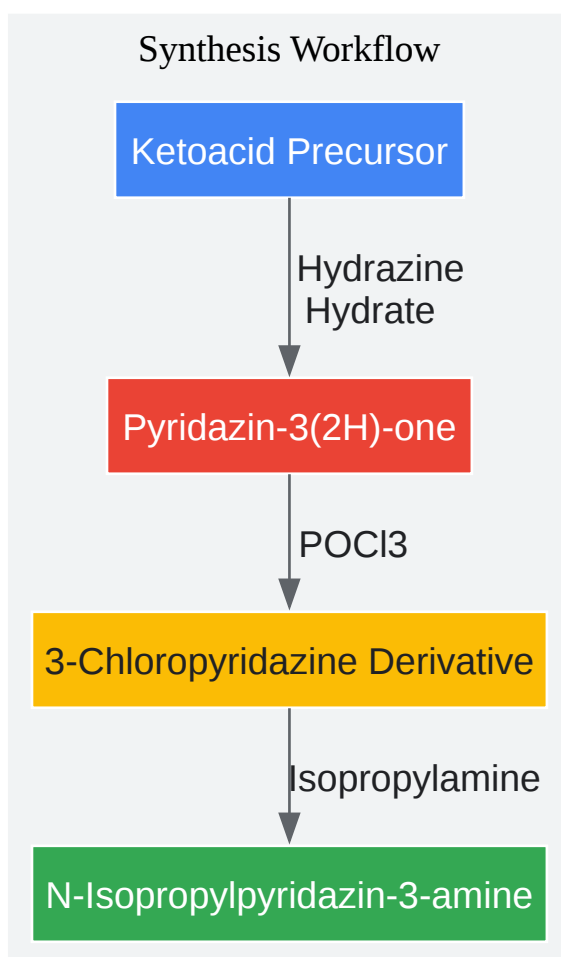 Synthesis Workflow
Ketoacid Precursor
Hydrazine
Hydrate
Pyridazin-3(2H)-one
POCl3
3-Chloropyridazine Derivative
Isopropylamine
N-Isopropylpyridazin-3-amine